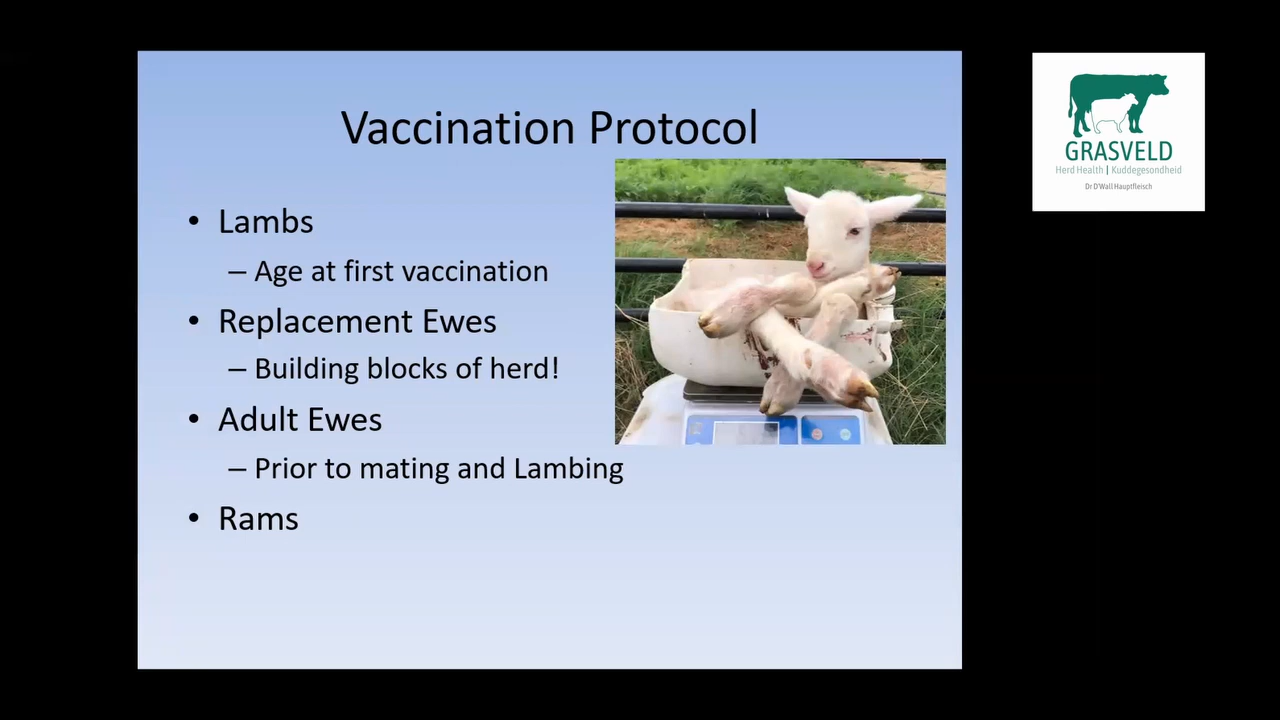 Vaccination Protocol
• Lambs
– Age at first vaccination
• Replacement Ewes
– Building blocks of herd!
• Adult Ewes
– Prior to mating and Lambing
• Rams
GRASVELD
Herd Health | Kuddegesondheid
Dr D'Wall Hauptfleisch